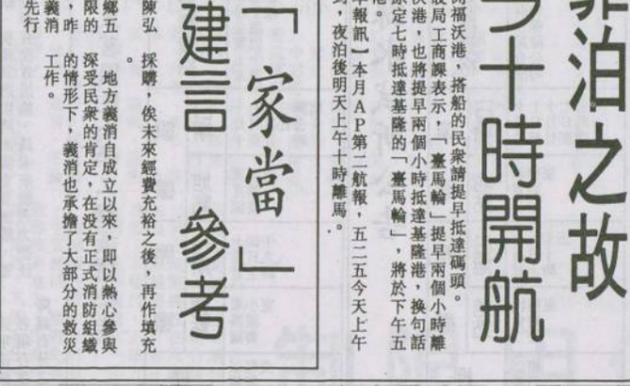 靠泊之故
今十時開航
開福沃港，搭船的民衆請提早抵達碼頭。
設局工商課表示，「臺馬輪」提早兩個小時離
沃港，也將提早兩個小時抵達基隆港，換句話
原定七時抵達基隆的「臺馬輪」，將於下午五
港。
年報訊】本月ＡＰ第二航報，五二五今天上午
到，夜泊後明天上午十時離馬。
「家當」
建言　參考
陳弘　採購，俟未來經費充裕之後，再作填充
。
鄉五　　地方義消自成立以來，即以熱心參與
限的　深受民衆的肯定，在没有正式消防組織
，昨　的情形下，義消也承擔了大部分的救災
義消　工作。
先行